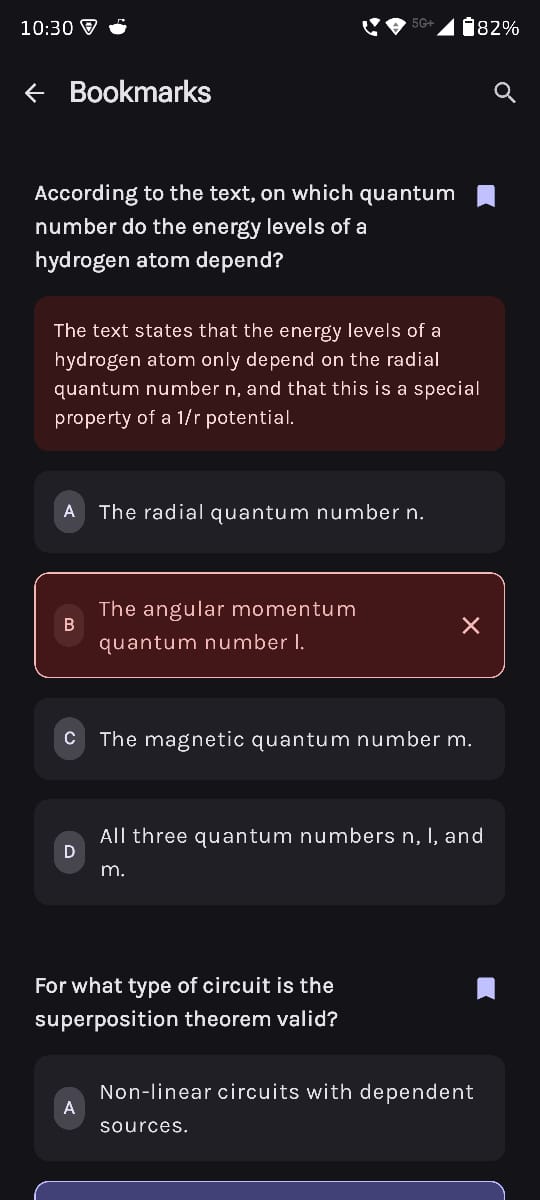 10:30 5G+ 82%
Bookmarks
According to the text, on which quantum
number do the energy levels of a
hydrogen atom depend?
The text states that the energy levels of a
hydrogen atom only depend on the radial
quantum number n, and that this is a special
property of a 1/r potential.
A The radial quantum number n.
The angular momentum
B
quantum number l.
C The magnetic quantum number m.
All three quantum numbers n, l, and
D
m.
For what type of circuit is the
superposition theorem valid?
Non-linear circuits with dependent
A
sources.